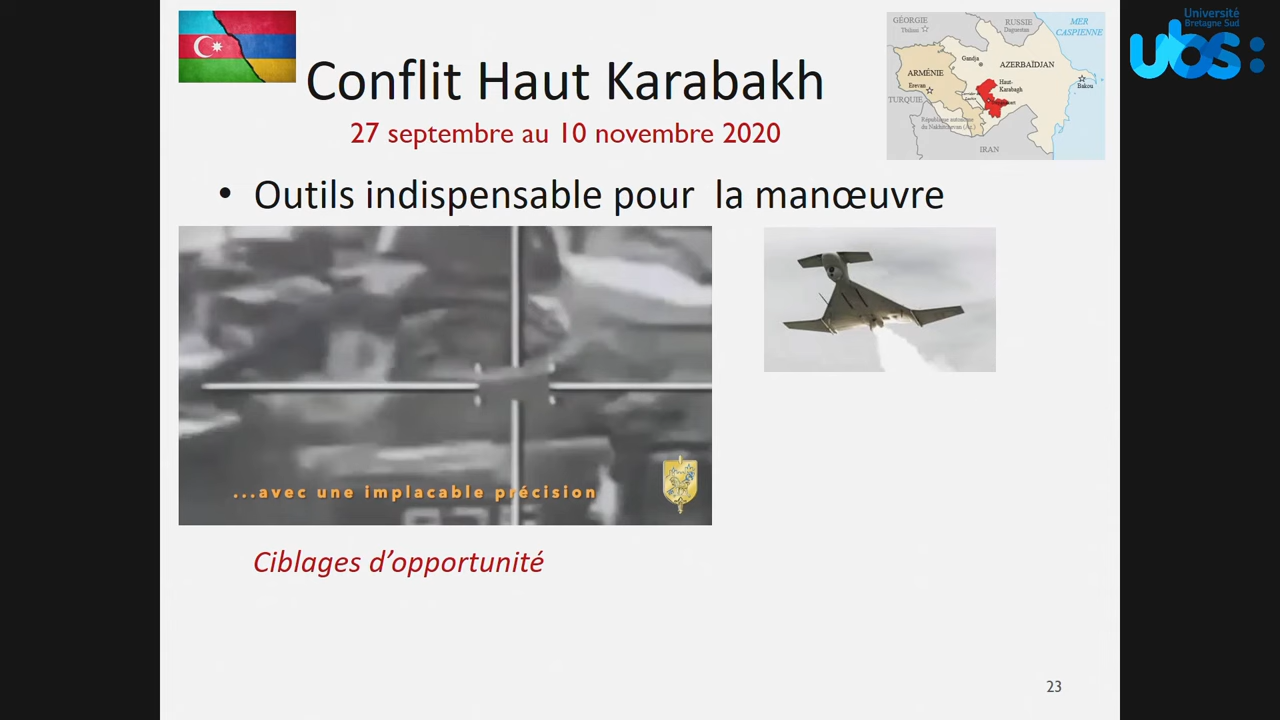 Université
Bretagne Sud
ubs:
Conflit Haut Karabakh
27 septembre au 10 novembre 2020
GÉORGIE
Tbilissi
RUSSIE
Daguestan
MER
CASPIENNE
Gandja
AZERBAÏDJAN
ARMÉNIE
Erevan
Haut-
Karabagh
Bakou
TURQUIE
République autonome
du Nakhitchevan (Az.)
IRAN
• Outils indispensable pour la manœuvre
...avec une implacable précision
Ciblages d’opportunité
23